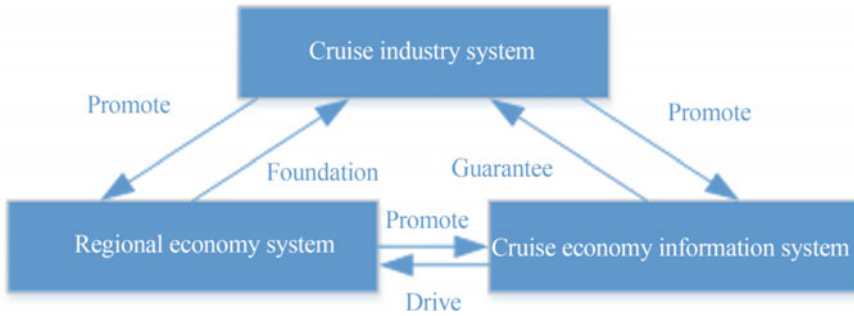 Cruise industry system
Promote
Promote
Foundation
Guarantee
Promote
Regional economy system
Cruise economy information system
Drive